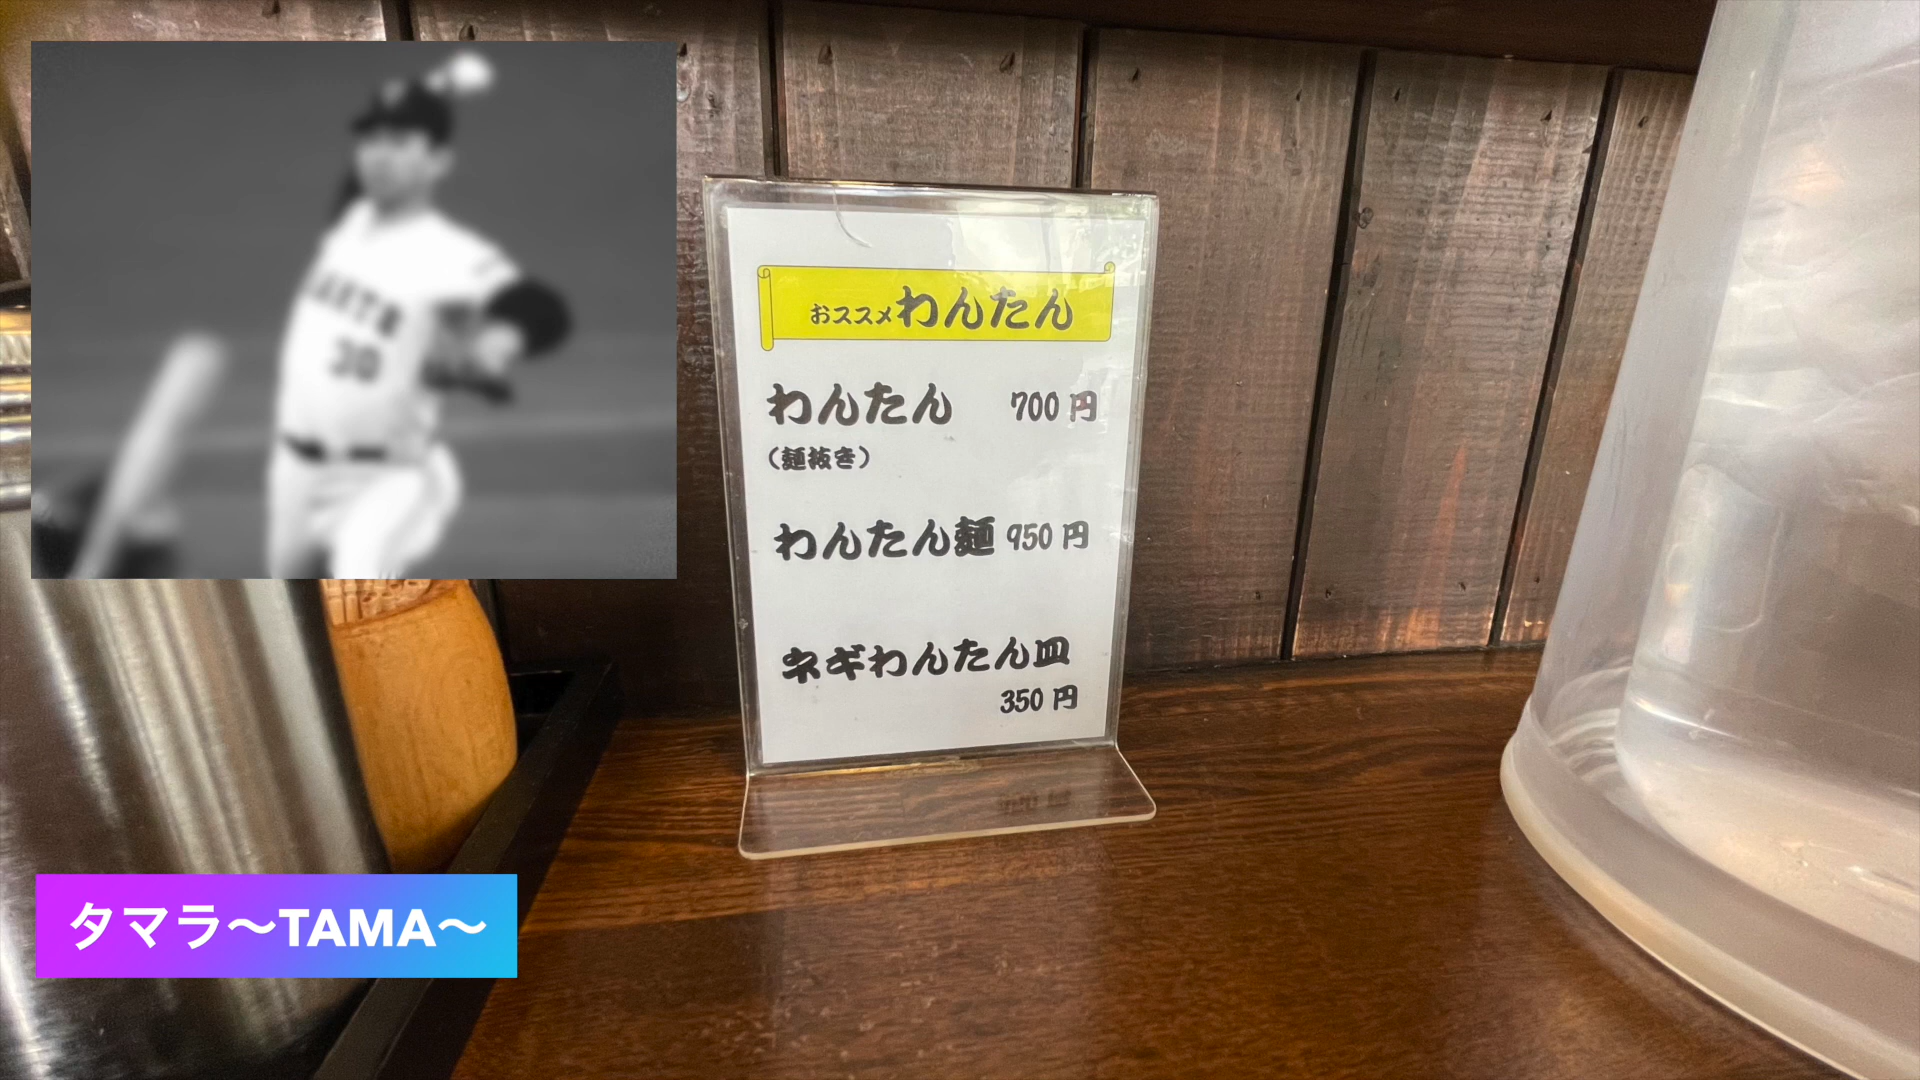 おススメわんたん
わんたん 700円
（麺抜き）
わんたん麺 950円
ネギわんたん皿
350円
30
タマラ〜TAMA〜